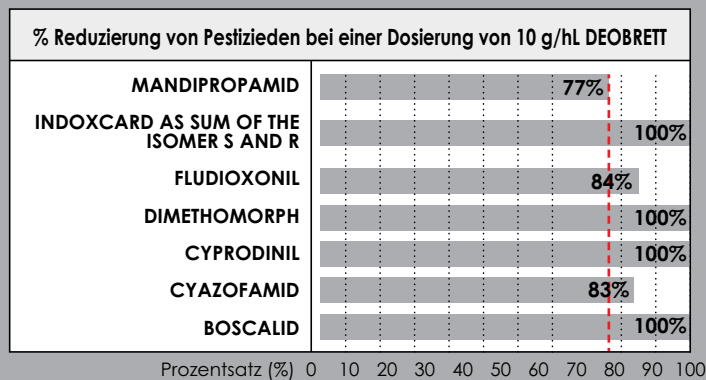 % Reduzierung von Pestizieden bei einer Dosierung von 10 g/hL DEOBRETT
MANDIPROPAMID 77%
INDOXCARD AS SUM OF THE
ISOMER S AND R 100%
FLUDIOXONIL 84%
DIMETHOMORPH 100%
CYPRODINIL 100%
CYAZOFAMID 83%
BOSCALID 100%
Prozentsatz (%) 0 10 20 30 40 50 60 70 80 90 100